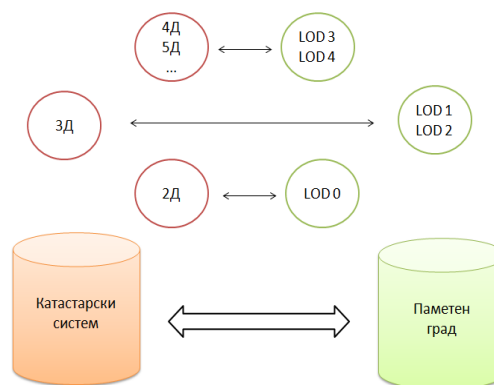 4Д
5Д
...
LOD 3
LOD 4
3Д
LOD 1
LOD 2
2Д
LOD 0
Катастарски
систем
Паметен
град